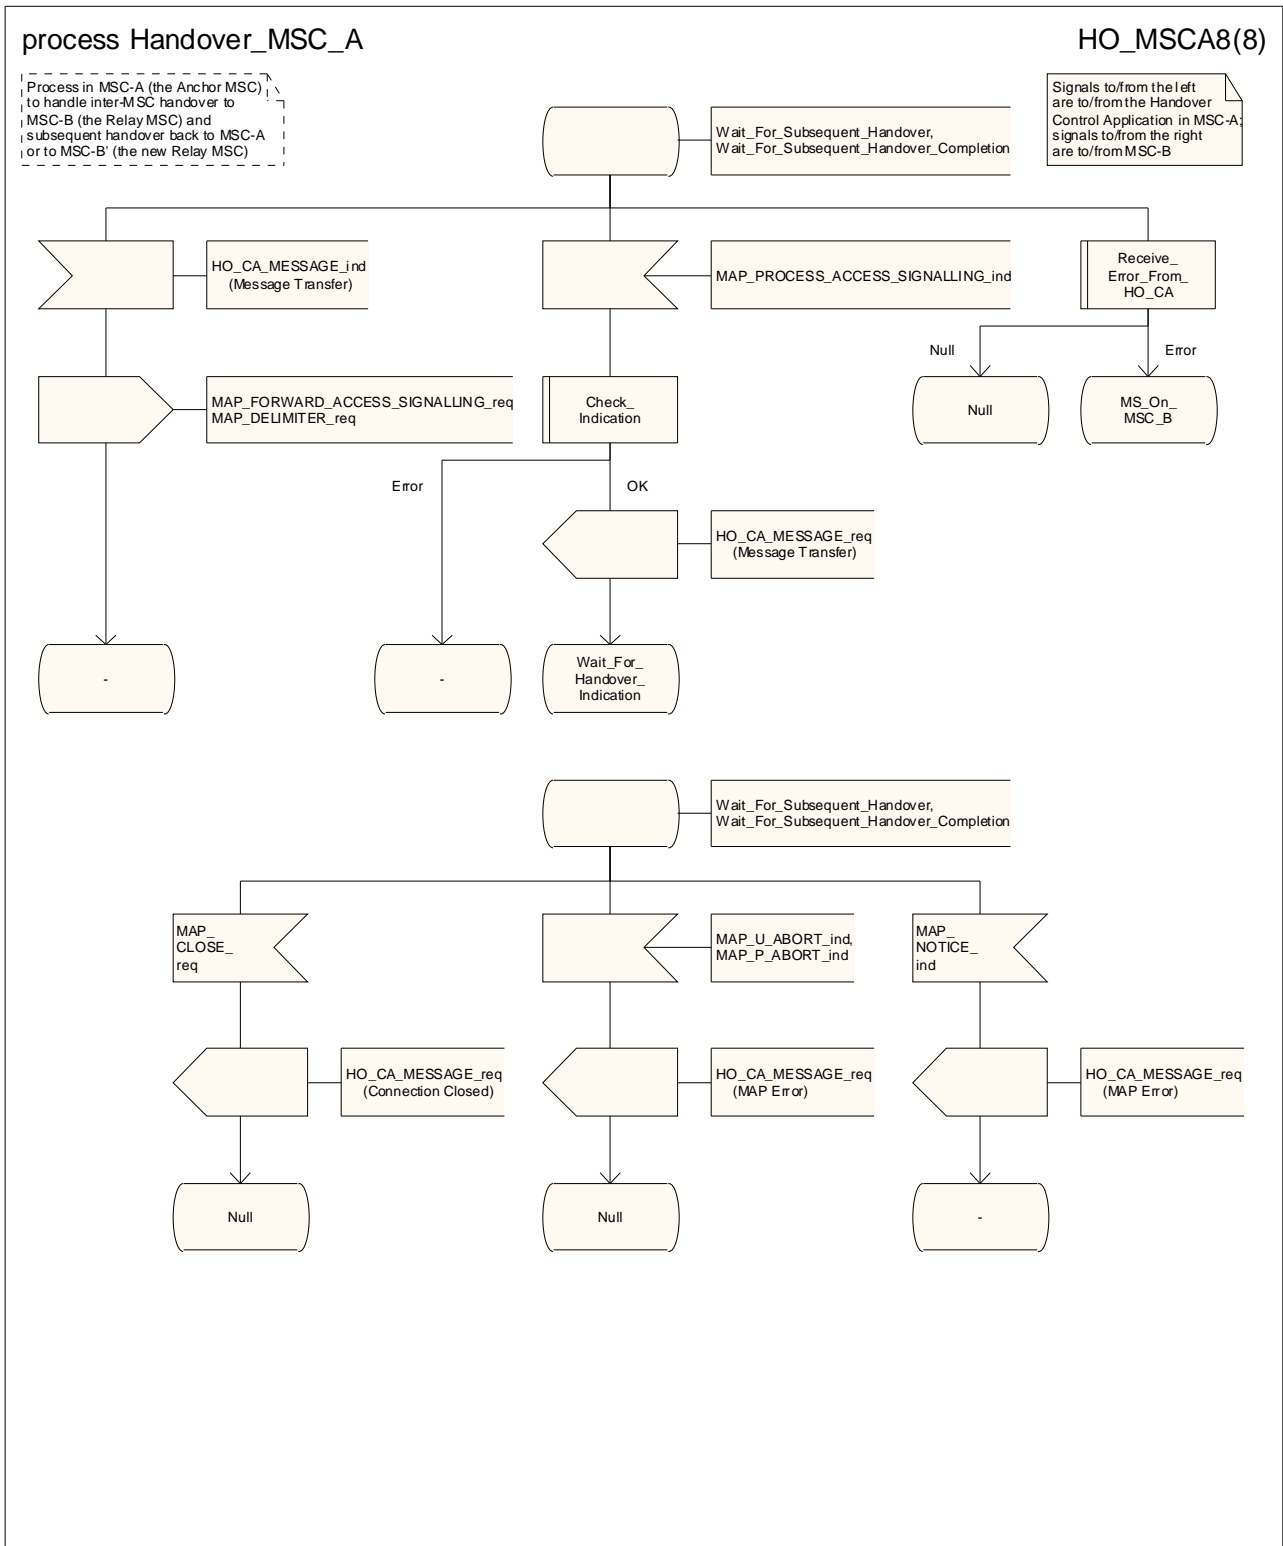 process Handover_MSC_A
HO_MSCA8(8)
Process in MSC-A (the Anchor MSC)
to handle inter-MSC handover to
MSC-B (the Relay MSC) and
subsequent handover back to MSC-A
or to MSC-B' (the new Relay MSC)
Signals to/from the left
are to/from the Handover
Control Application in MSC-A;
signals to/from the right
are to/from MSC-B
Wait_For_Subsequent_Handover,
Wait_For_Subsequent_Handover_Completion
HO_CA_MESSAGE_ind
(Message Transfer)
MAP_PROCESS_ACCESS_SIGNALLING_ind
Receive_
Error_From_
HO_CA
Null
Error
MAP_FORWARD_ACCESS_SIGNALLING_req
MAP_DELIMITER_req
Check_
Indication
Null
MS_On_
MSC_B
Error
OK
HO_CA_MESSAGE_req
(Message Transfer)
-
-
Wait_For_
Handover_
Indication
Wait_For_Subsequent_Handover,
Wait_For_Subsequent_Handover_Completion
MAP_
CLOSE_
req
MAP_U_ABORT_ind,
MAP_P_ABORT_ind
MAP_
NOTICE_
ind
HO_CA_MESSAGE_req
(Connection Closed)
HO_CA_MESSAGE_req
(MAP Error)
HO_CA_MESSAGE_req
(MAP Error)
Null
Null
-